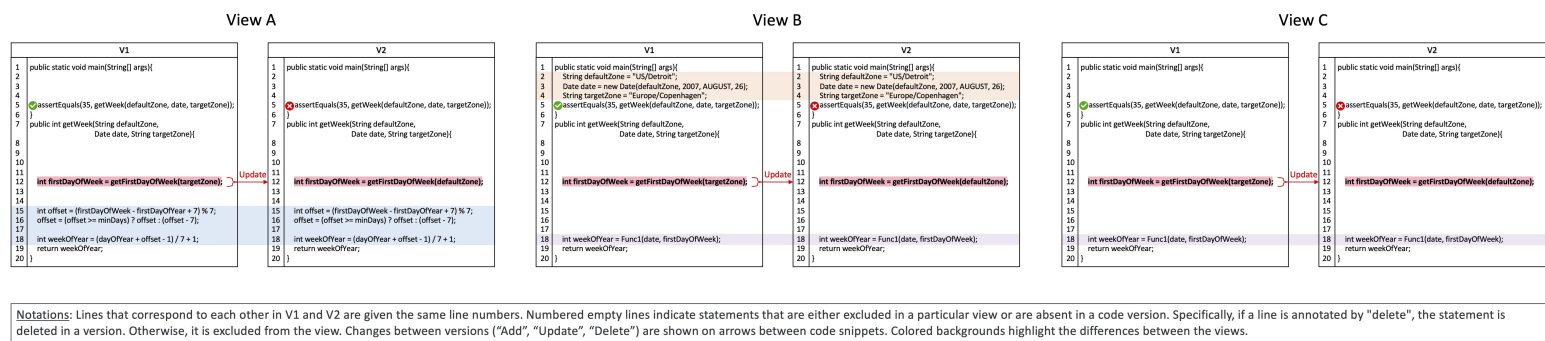 View A
V1
1 public static void main(String[] args){
2
3
4
5 assertEquals(35, getWeek(defaultZone, date, targetZone));
6 }
7 public int getWeek(String defaultZone,
Date date, String targetZone){
8
9
10
11
12 int firstDayOfWeek = getFirstDayOfWeek(targetZone);
13
14
15 int offset = (firstDayOfWeek - firstDayOfYear + 7) % 7;
16 offset = (offset >= minDays) ? offset : (offset - 7);
17
18 int weekOfYear = (dayOfYear + offset - 1) / 7 + 1;
19 return weekOfYear;
20 }
Update
V2
1 public static void main(String[] args){
2
3
4
5 assertEquals(35, getWeek(defaultZone, date, targetZone));
6 }
7 public int getWeek(String defaultZone,
Date date, String targetZone){
8
9
10
11
12 int firstDayOfWeek = getFirstDayOfWeek(defaultZone);
13
14
15 int offset = (firstDayOfWeek - firstDayOfYear + 7) % 7;
16 offset = (offset >= minDays) ? offset : (offset - 7);
17
18 int weekOfYear = (dayOfYear + offset - 1) / 7 + 1;
19 return weekOfYear;
20 }
View B
V1
1 public static void main(String[] args){
2 String defaultZone = "US/Detroit";
3 Date date = new Date(defaultZone, 2007, AUGUST, 26);
4 String targetZone = "Europe/Copenhagen";
5 assertEquals(35, getWeek(defaultZone, date, targetZone));
6 }
7 public int getWeek(String defaultZone,
Date date, String targetZone){
8
9
10
11
12 int firstDayOfWeek = getFirstDayOfWeek(targetZone);
13
14
15
16
17
18 int weekOfYear = Func1(date, firstDayOfWeek);
19 return weekOfYear;
20 }
Update
V2
1 public static void main(String[] args){
2 String defaultZone = "US/Detroit";
3 Date date = new Date(defaultZone, 2007, AUGUST, 26);
4 String targetZone = "Europe/Copenhagen";
5 assertEquals(35, getWeek(defaultZone, date, targetZone));
6 }
7 public int getWeek(String defaultZone,
Date date, String targetZone){
8
9
10
11
12 int firstDayOfWeek = getFirstDayOfWeek(defaultZone);
13
14
15
16
17
18 int weekOfYear = Func1(date, firstDayOfWeek);
19 return weekOfYear;
20 }
View C
V1
1 public static void main(String[] args){
2
3
4
5 assertEquals(35, getWeek(defaultZone, date, targetZone));
6 }
7 public int getWeek(String defaultZone,
Date date, String targetZone){
8
9
10
11
12 int firstDayOfWeek = getFirstDayOfWeek(targetZone);
13
14
15
16
17
18 int weekOfYear = Func1(date, firstDayOfWeek);
19 return weekOfYear;
20 }
Update
V2
1 public static void main(String[] args){
2
3
4
5 assertEquals(35, getWeek(defaultZone, date, targetZone));
6 }
7 public int getWeek(String defaultZone,
Date date, String targetZone){
8
9
10
11
12 int firstDayOfWeek = getFirstDayOfWeek(defaultZone);
13
14
15
16
17
18 int weekOfYear = Func1(date, firstDayOfWeek);
19 return weekOfYear;
20 }
Notations: Lines that correspond to each other in V1 and V2 are given the same line numbers. Numbered empty lines indicate statements that are either excluded in a particular view or are absent in a code version. Specifically, if a line is annotated by "delete", the statement is
deleted in a version. Otherwise, it is excluded from the view. Changes between versions (“Add”, “Update”, “Delete”) are shown on arrows between code snippets. Colored backgrounds highlight the differences between the views.